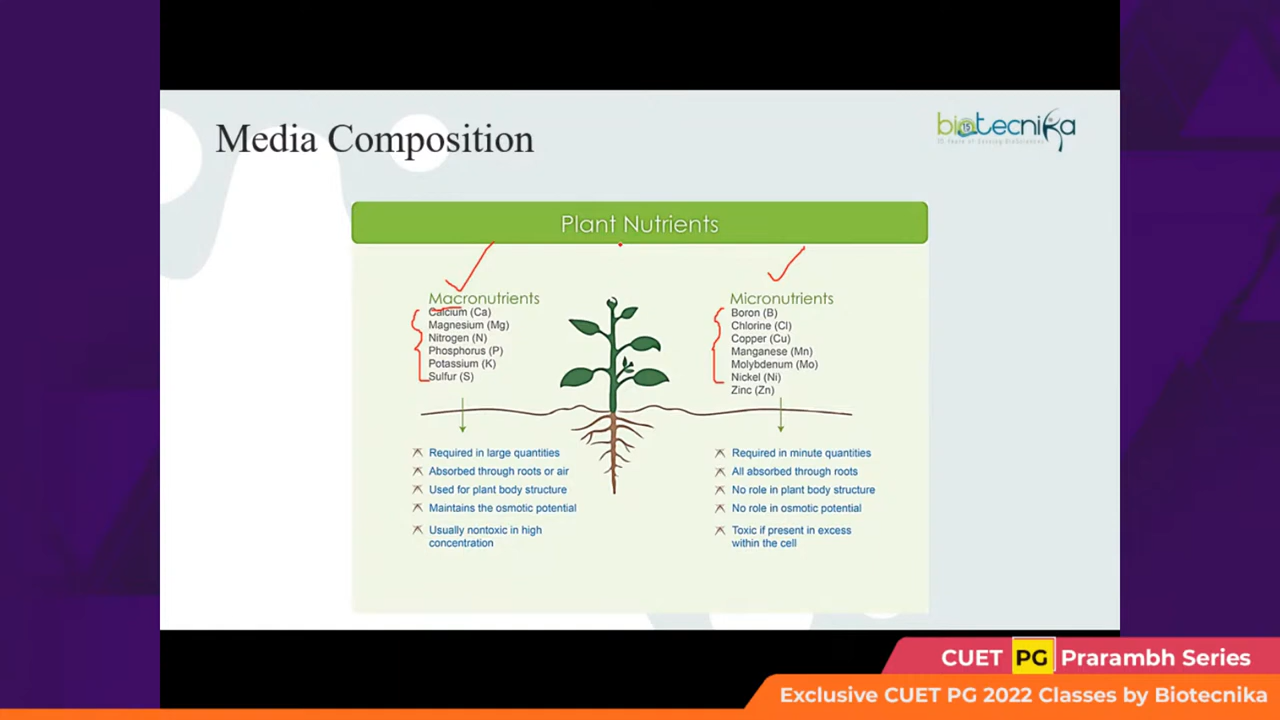 Media Composition
biotecnika
Plant Nutrients
Macronutrients
Calcium (Ca)
Magnesium (Mg)
Nitrogen (N)
Phosphorus (P)
Potassium (K)
Sulfur (S)
Required in large quantities
Absorbed through roots or air
Used for plant body structure
Maintains the osmotic potential
Usually nontoxic in high
concentration
Micronutrients
Boron (B)
Chlorine (Cl)
Copper (Cu)
Manganese (Mn)
Molybdenum (Mo)
Nickel (Ni)
Zinc (Zn)
Required in minute quantities
All absorbed through roots
No role in plant body structure
No role in osmotic potential
Toxic if present in excess
within the cell
CUET PG Prarambh Series
Exclusive CUET PG 2022 Classes by Biotecnika